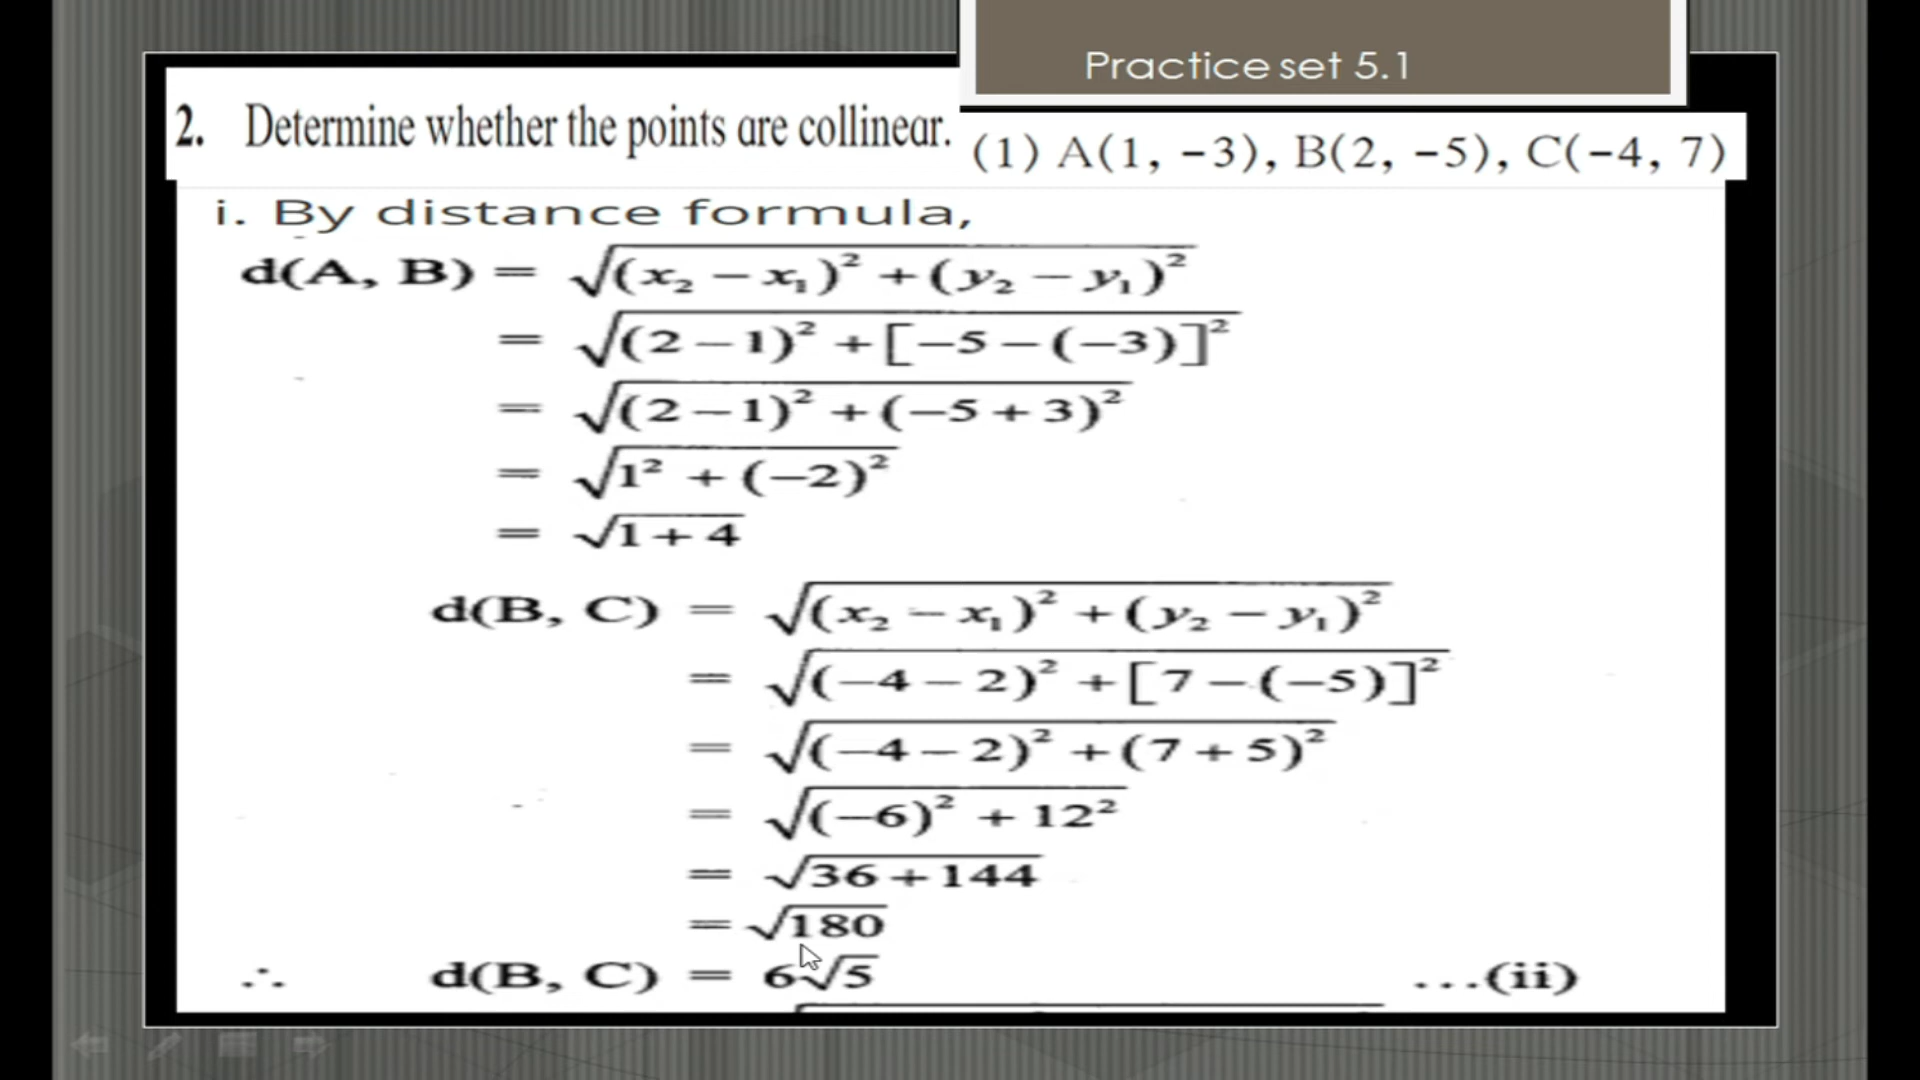 Practice set 5.1
2. Determine whether the points are collinear. (1) A(1, −3), B(2, −5), C(−4, 7)
i. By distance formula,
d(A, B) = √(x₂ − x₁)² + (y₂ − y₁)²
= √(2 − 1)² + [−5 − (−3)]²
= √(2 − 1)² + (−5 + 3)²
= √1² + (−2)²
= √1 + 4
d(B, C) = √(x₂ − x₁)² + (y₂ − y₁)²
= √(−4 − 2)² + [7 − (−5)]²
= √(−4 − 2)² + (7 + 5)²
= √(−6)² + 12²
= √36 + 144
= √180
∴ d(B, C) = 6√5 ...(ii)